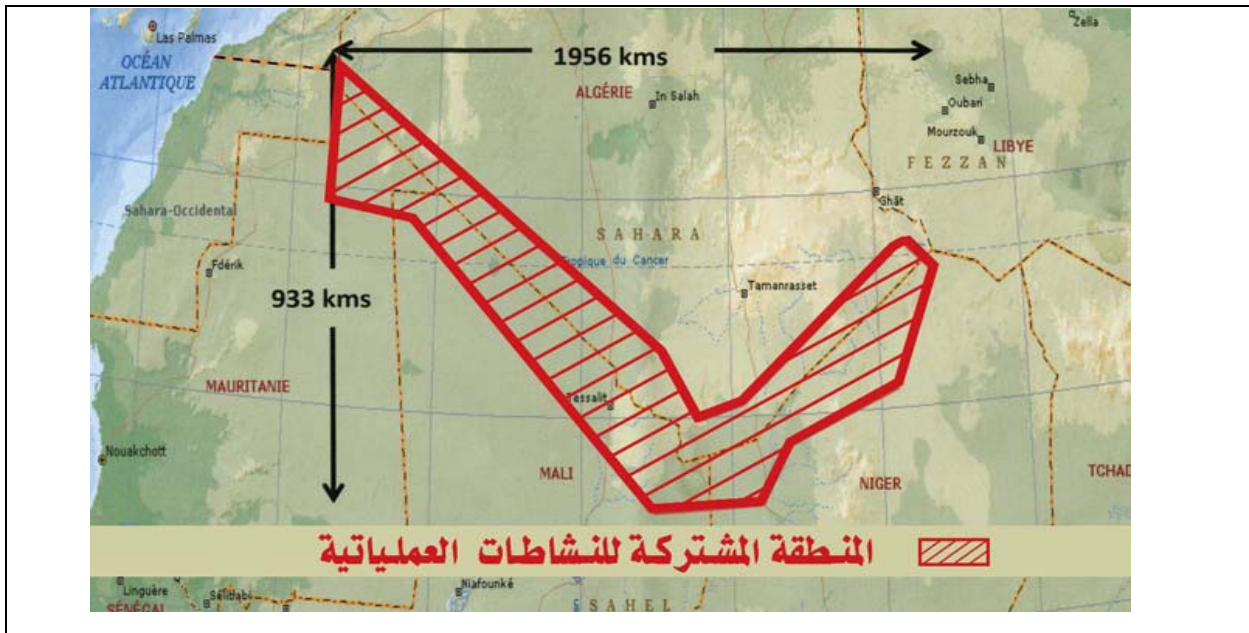 Las Palmas
OCÉAN
ATLANTIQUE
1956 kms
Zella
ALGÉRIE
In Salah
Sebha
Oubari
Mourzouk
LIBYE
FEZZAN
Ghât
Sahara-Occidental
SAHARA
Tropique du Cancer
Fdérik
Tamanrasset
933 kms
MAURITANIE
Tessalit
Nouakchott
MALI
NIGER
TCHAD
المنطقة المشتركة للنشاطات العملياتية
Linguère
Niafounké
SÉNÉGAL
Sélibabi
SAHEL